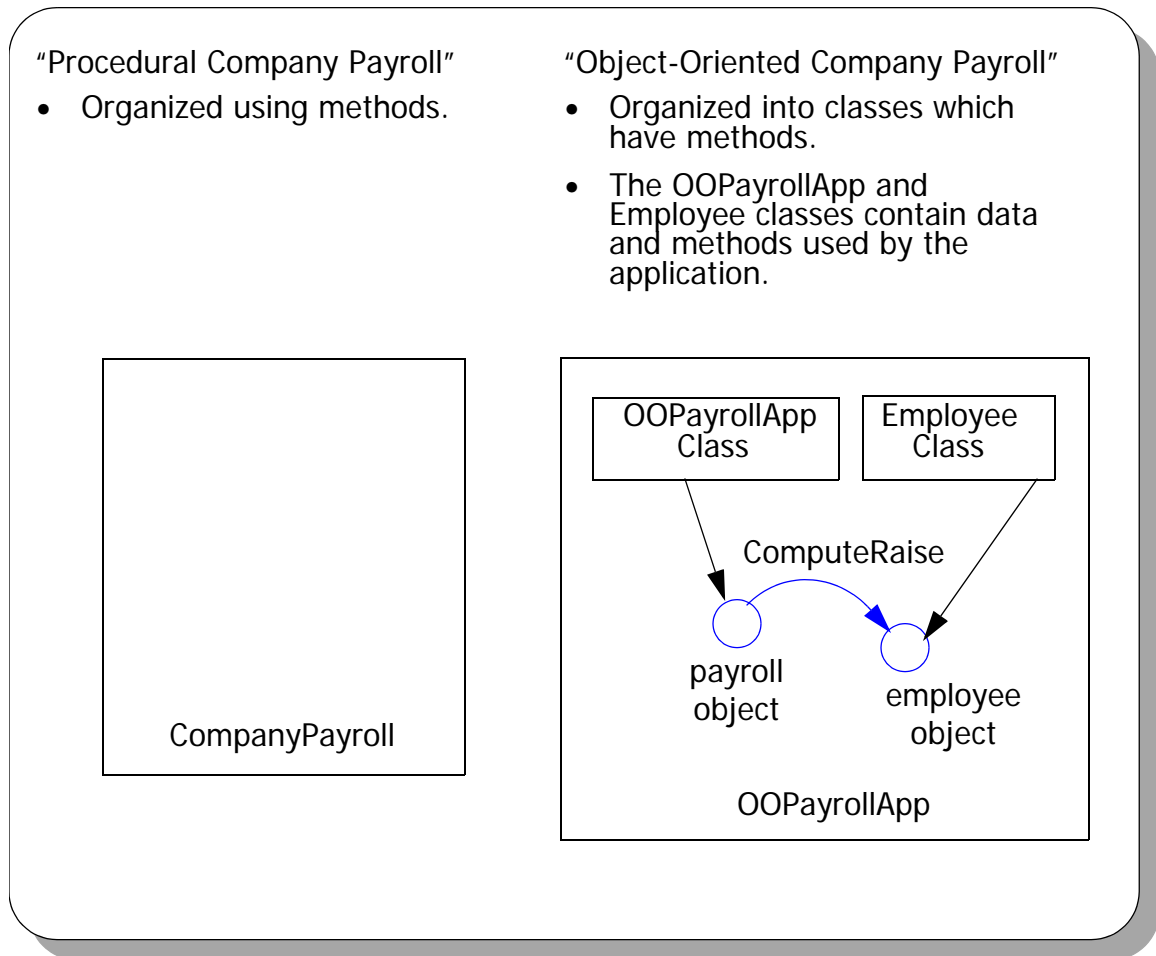 “Procedural Company Payroll”
• Organized using methods.
“Object-Oriented Company Payroll”
• Organized into classes which
have methods.
• The OOPayrollApp and
Employee classes contain data
and methods used by the
application.
CompanyPayroll
OOPayrollApp
Class
Employee
Class
ComputeRaise
payroll
object
employee
object
OOPayrollApp